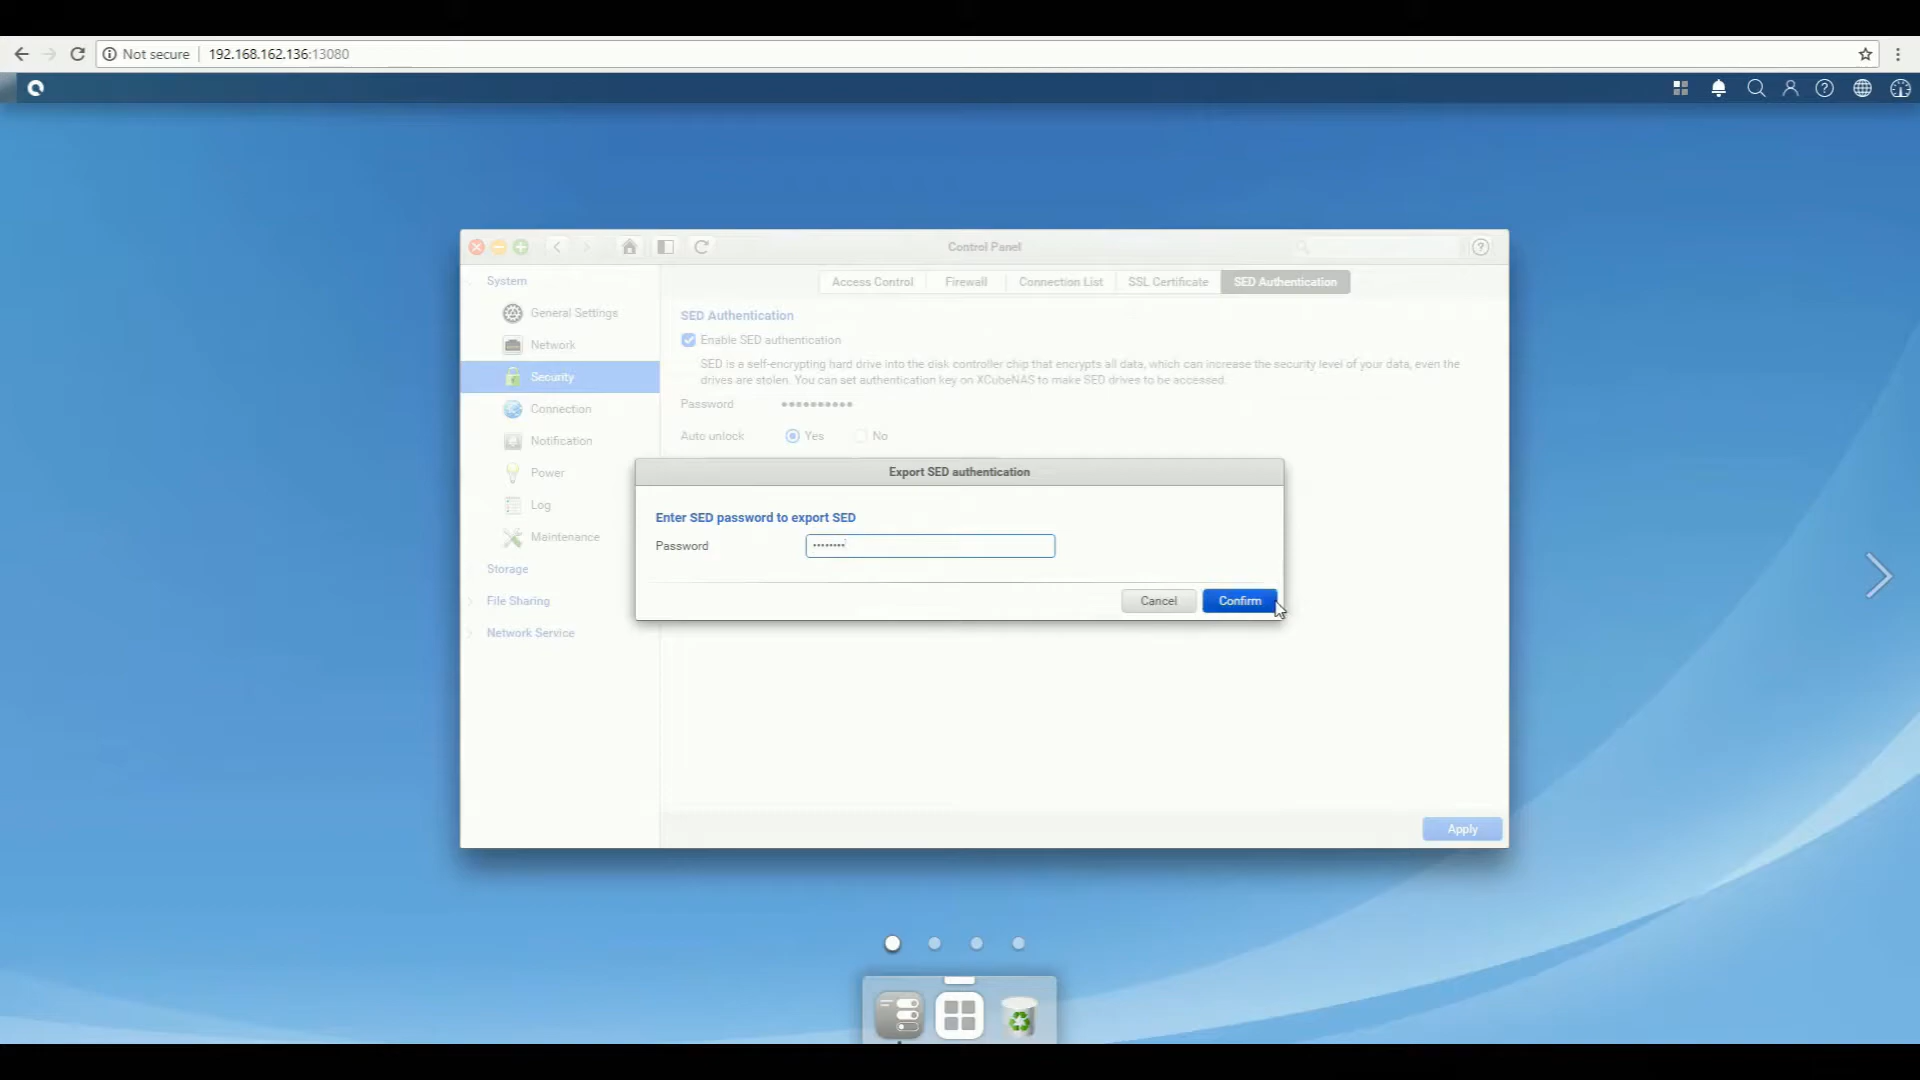 Not secure | 192.168.162.136:13080
Control Panel
System
General Settings
Network
Security
Connection
Notification
Power
Log
Maintenance
Storage
File Sharing
Network Service
Access Control
Firewall
Connection List
SSL Certificate
SED Authentication
SED Authentication
Enable SED authentication
SED is a self-encrypting hard drive into the disk controller chip that encrypts all data, which can increase the security level of your data, even the
drives are stolen. You can set authentication key on XCubeNAS to make SED drives to be accessed.
Password ••••••••••
Auto unlock Yes No
Export SED authentication
Enter SED password to export SED
Password ••••••••
Cancel Confirm
Apply